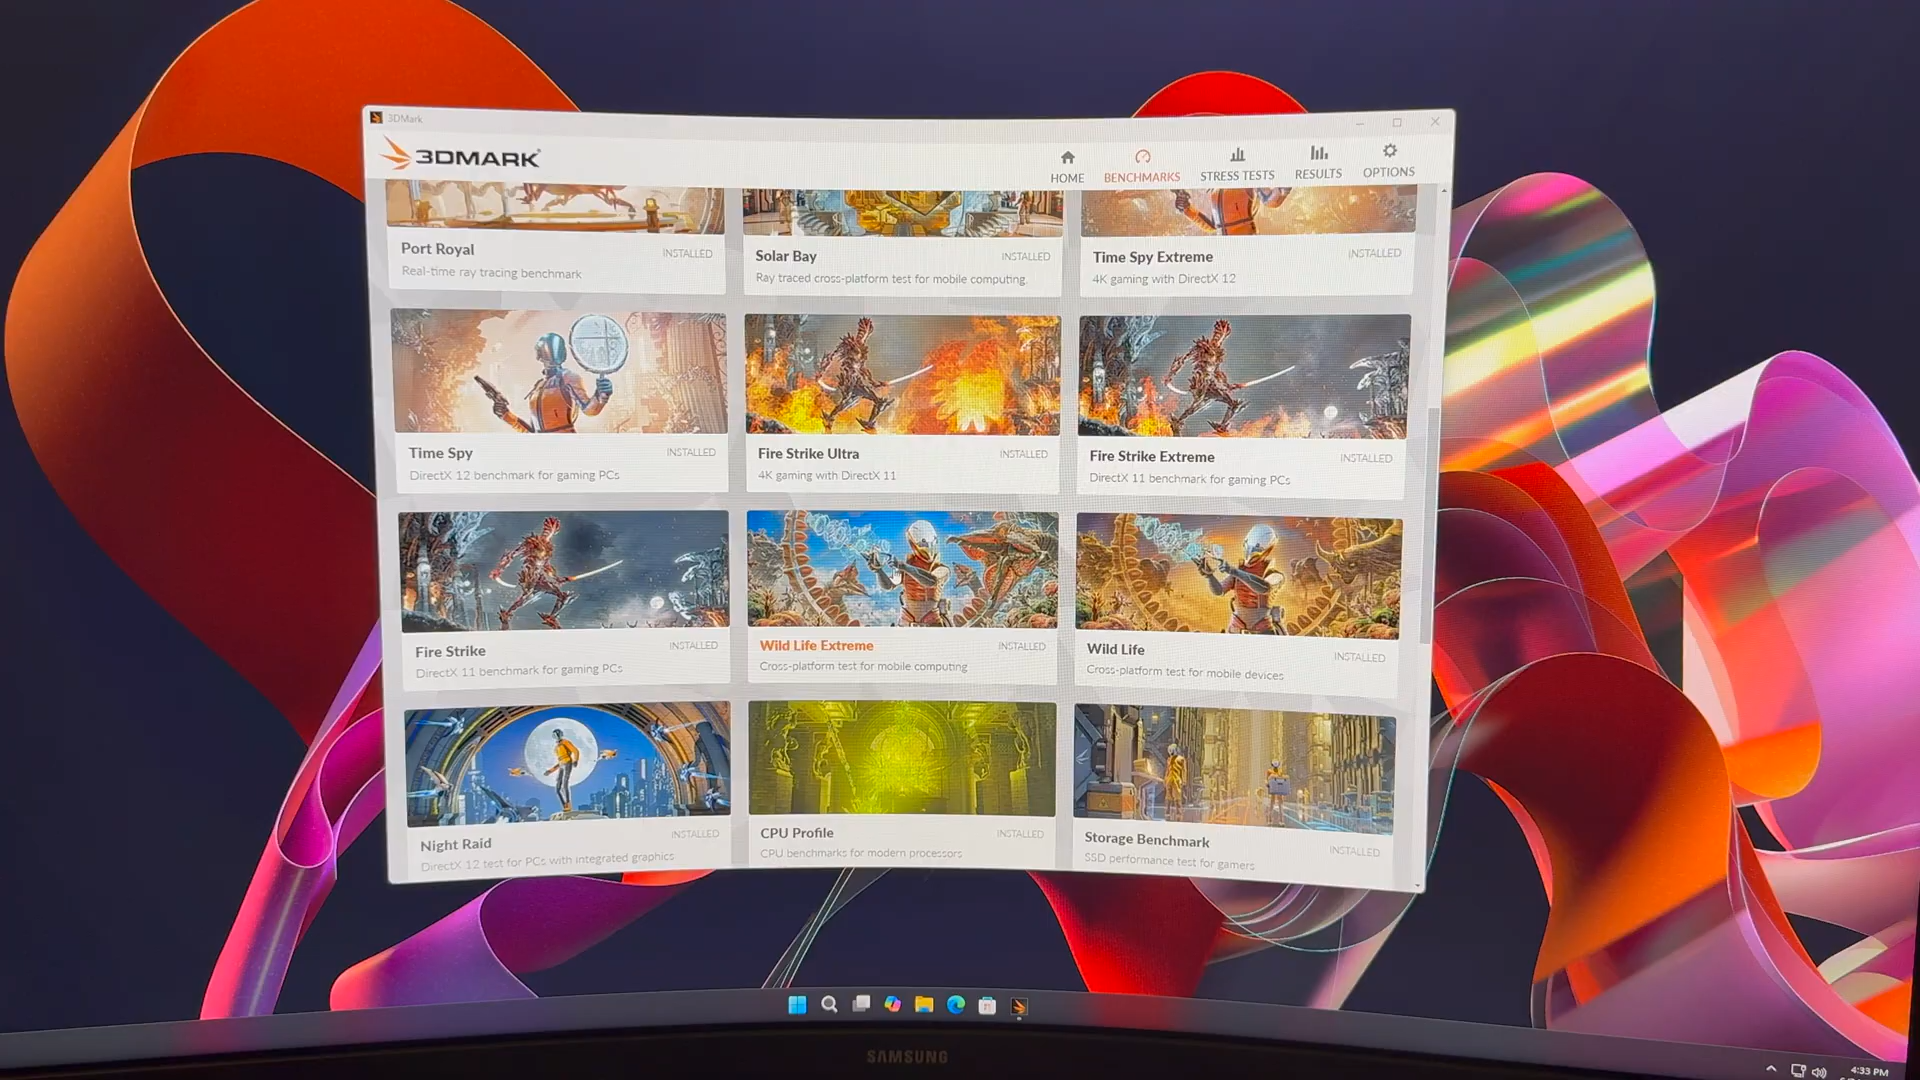 3DMark
3DMARK
HOME
BENCHMARKS
STRESS TESTS
RESULTS
OPTIONS
Port Royal
INSTALLED
Real-time ray tracing benchmark
Solar Bay
INSTALLED
Ray traced cross-platform test for mobile computing.
Time Spy Extreme
INSTALLED
4K gaming with DirectX 12
Time Spy
INSTALLED
DirectX 12 benchmark for gaming PCs
Fire Strike Ultra
INSTALLED
4K gaming with DirectX 11
Fire Strike Extreme
INSTALLED
DirectX 11 benchmark for gaming PCs
Fire Strike
INSTALLED
DirectX 11 benchmark for gaming PCs
Wild Life Extreme
INSTALLED
Cross-platform test for mobile computing
Wild Life
INSTALLED
Cross-platform test for mobile devices
Night Raid
INSTALLED
DirectX 12 test for PCs with integrated graphics
CPU Profile
INSTALLED
CPU benchmarks for modern processors
Storage Benchmark
INSTALLED
SSD performance test for gamers
SAMSUNG
4:33 PM